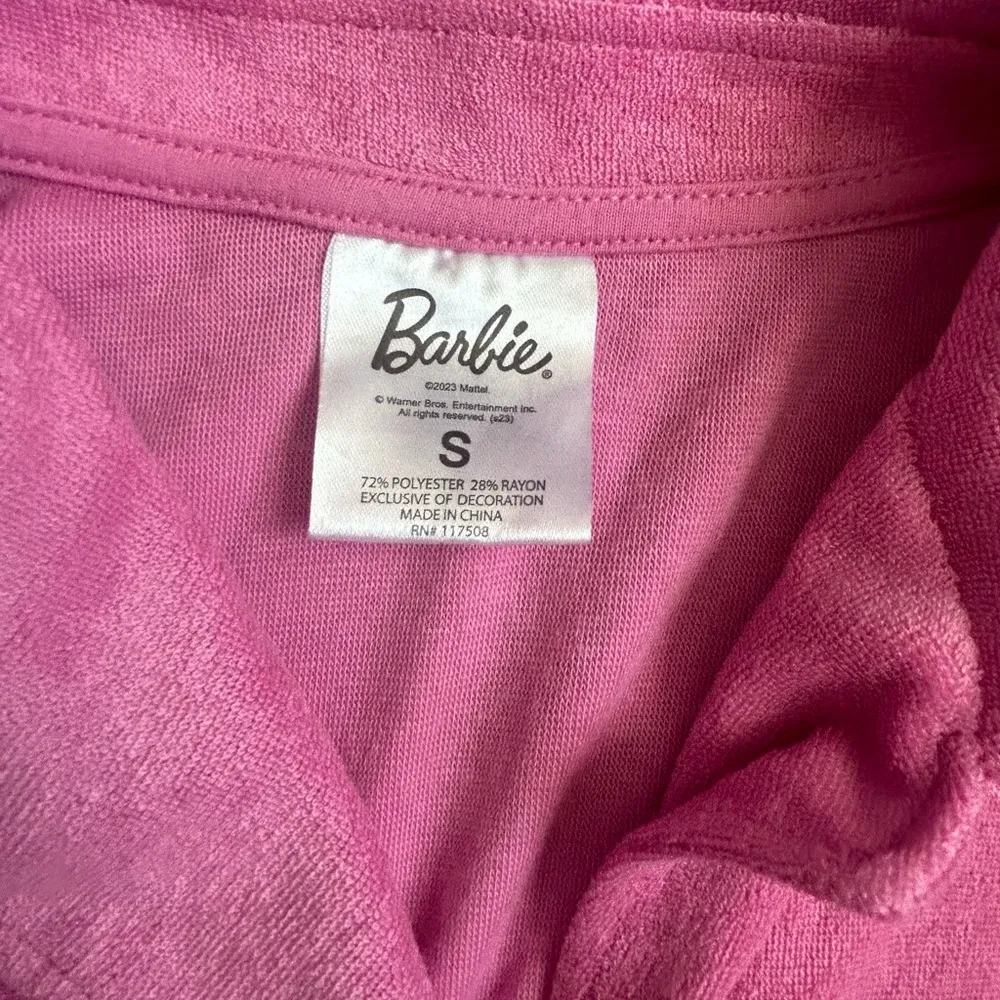 Barbie®
©2023 Mattel.
© Warner Bros. Entertainment Inc.
All rights reserved. (s23)
S
72% POLYESTER 28% RAYON
EXCLUSIVE OF DECORATION
MADE IN CHINA
RN# 117508